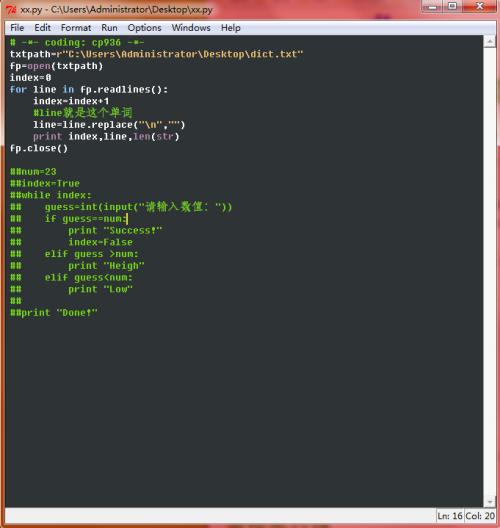 xx.py - C:\Users\Administrator\Desktop\xx.py
File Edit Format Run Options Windows Help
# -*- coding: cp936 -*-
txtpath=r"C:\Users\Administrator\Desktop\dict.txt"
fp=open(txtpath)
index=0
for line in fp.readlines():
    index=index+1
    #line就是这个单词
    line=line.replace("\n","")
    print index,line,len(str)
fp.close()

##num=23
##index=True
##while index:
##    guess=int(input("请输入数值："))
##    if guess==num:
##        print "Success!"
##        index=False
##    elif guess >num:
##        print "Heigh"
##    elif guess<num:
##        print "Low"
##
##print "Done!"
Ln: 16 Col: 20